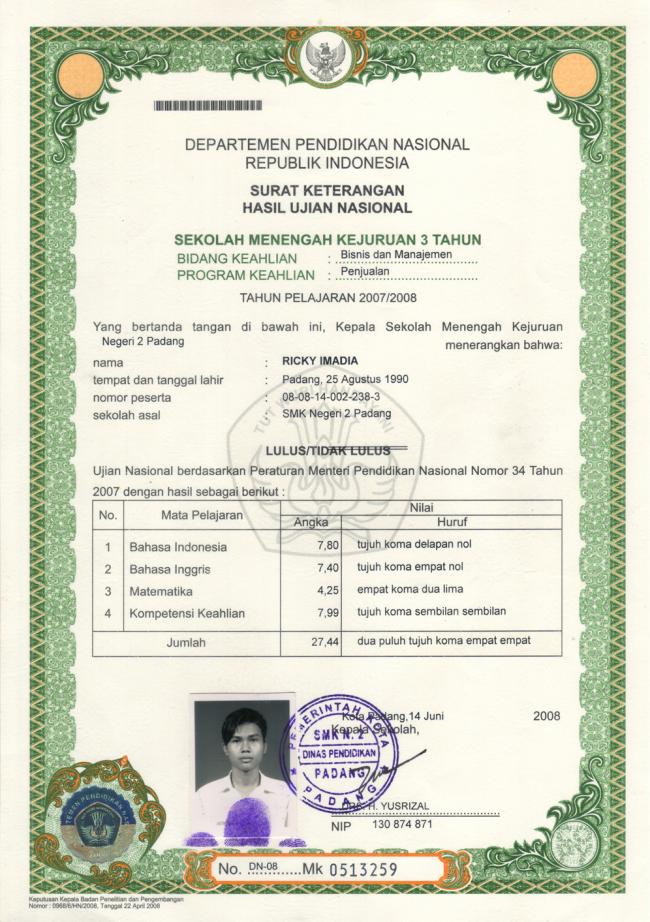 DEPARTEMEN PENDIDIKAN NASIONAL
REPUBLIK INDONESIA
SURAT KETERANGAN
HASIL UJIAN NASIONAL
SEKOLAH MENENGAH KEJURUAN 3 TAHUN
BIDANG KEAHLIAN : Bisnis dan Manajemen
PROGRAM KEAHLIAN : Penjualan
TAHUN PELAJARAN 2007/2008
Yang bertanda tangan di bawah ini, Kepala Sekolah Menengah Kejuruan
Negeri 2 Padang menerangkan bahwa:
nama : RICKY IMADIA
tempat dan tanggal lahir : Padang, 25 Agustus 1990
nomor peserta : 08-08-14-002-238-3
sekolah asal : SMK Negeri 2 Padang
TUT WURI HANDAYANI
LULUS/TIDAK LULUS
Ujian Nasional berdasarkan Peraturan Menteri Pendidikan Nasional Nomor 34 Tahun
2007 dengan hasil sebagai berikut :
No. Mata Pelajaran Nilai
Angka Huruf
1 Bahasa Indonesia 7,80 tujuh koma delapan nol
2 Bahasa Inggris 7,40 tujuh koma empat nol
3 Matematika 4,25 empat koma dua lima
4 Kompetensi Keahlian 7,99 tujuh koma sembilan sembilan
Jumlah 27,44 dua puluh tujuh koma empat empat
Kota Padang,14 Juni 2008
Kepala Sekolah,
PEMERINTAH KOTA
SMK N. 2
DINAS PENDIDIKAN
PADANG
PADANG
DRS. H. YUSRIZAL
NIP 130 874 871
No. DN-08 Mk 0513259
Keputusan Kepala Badan Penelitian dan Pengembangan
Nomor : 0968/6/HN/2008, Tanggal 22 April 2008